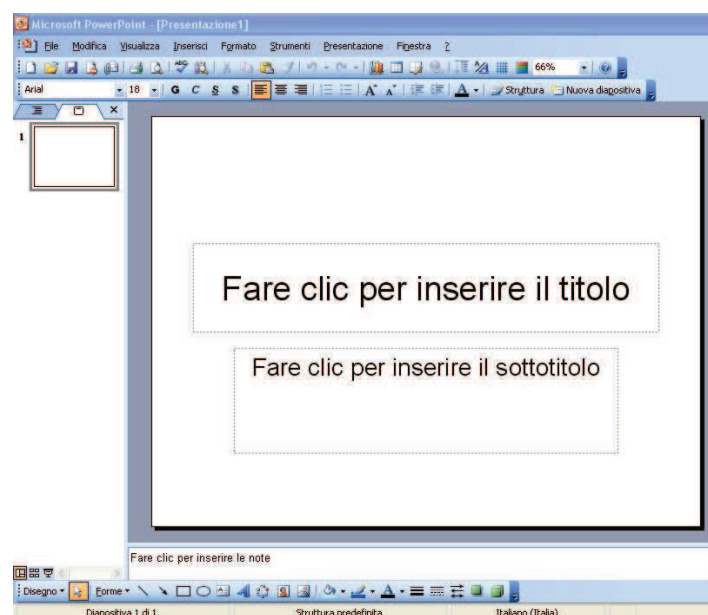 Microsoft PowerPoint - [Presentazione1]
File Modifica Visualizza Inserisci Formato Strumenti Presentazione Finestra ?
66%
Arial 18 G C S S A A A Struttura Nuova diapositiva
1
Fare clic per inserire il titolo
Fare clic per inserire il sottotitolo
Fare clic per inserire le note
Disegno Forme A A
Diapositiva 1 di 1 Struttura predefinita Italiano (Italia)